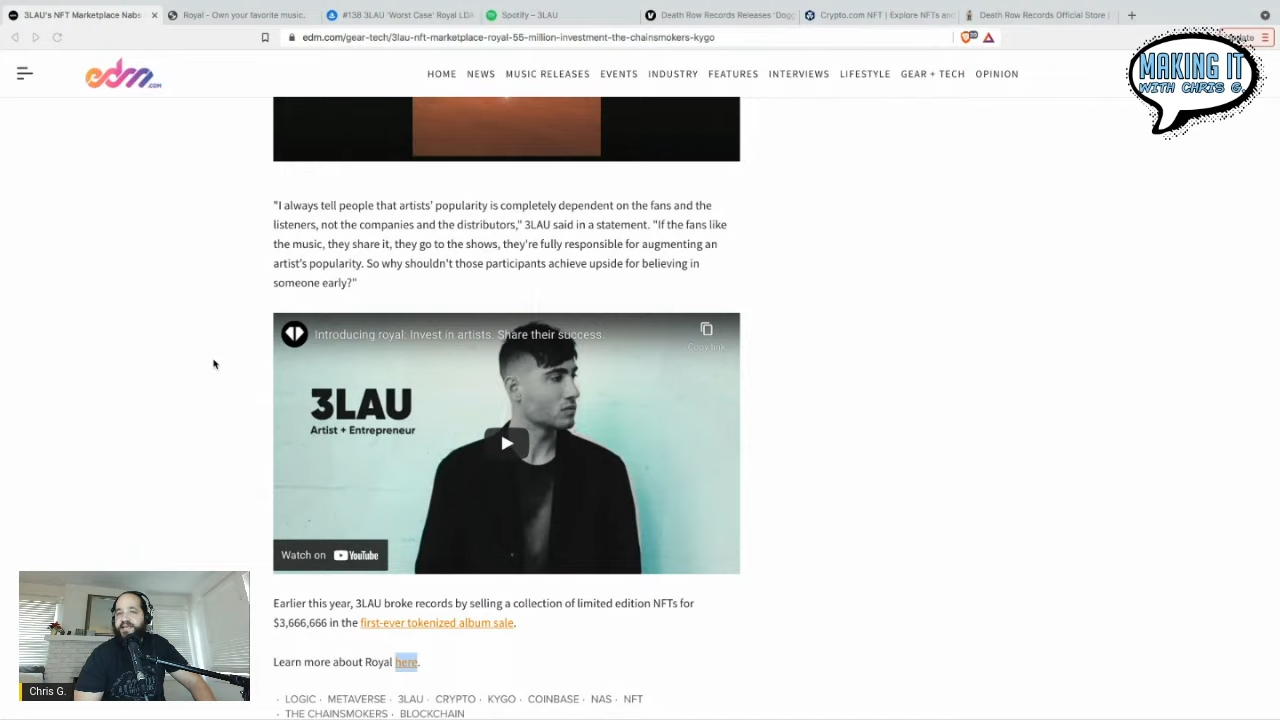 3LAU's NFT Marketplace Nabs
Royal - Own your favorite music.
#138 3LAU 'Worst Case' Royal LDA
Spotify – 3LAU
Death Row Records Releases 'Dogg
Crypto.com NFT | Explore NFTs and
Death Row Records Official Store |
edm.com/gear-tech/3lau-nft-marketplace-royal-55-million-investment-the-chainsmokers-kygo
MAKING IT
WITH CHRIS G.
edm.com
HOME NEWS MUSIC RELEASES EVENTS INDUSTRY FEATURES INTERVIEWS LIFESTYLE GEAR + TECH OPINION
"I always tell people that artists' popularity is completely dependent on the fans and the
listeners, not the companies and the distributors," 3LAU said in a statement. "If the fans like
the music, they share it, they go to the shows, they're fully responsible for augmenting an
artist's popularity. So why shouldn't those participants achieve upside for believing in
someone early?"
Introducing royal: Invest in artists. Share their success.
Copy link
3LAU
Artist + Entrepreneur
Watch on YouTube
Earlier this year, 3LAU broke records by selling a collection of limited edition NFTs for
$3,666,666 in the first-ever tokenized album sale.
Learn more about Royal here.
· LOGIC · METAVERSE · 3LAU · CRYPTO · KYGO · COINBASE · NAS · NFT
· THE CHAINSMOKERS · BLOCKCHAIN
Chris G.